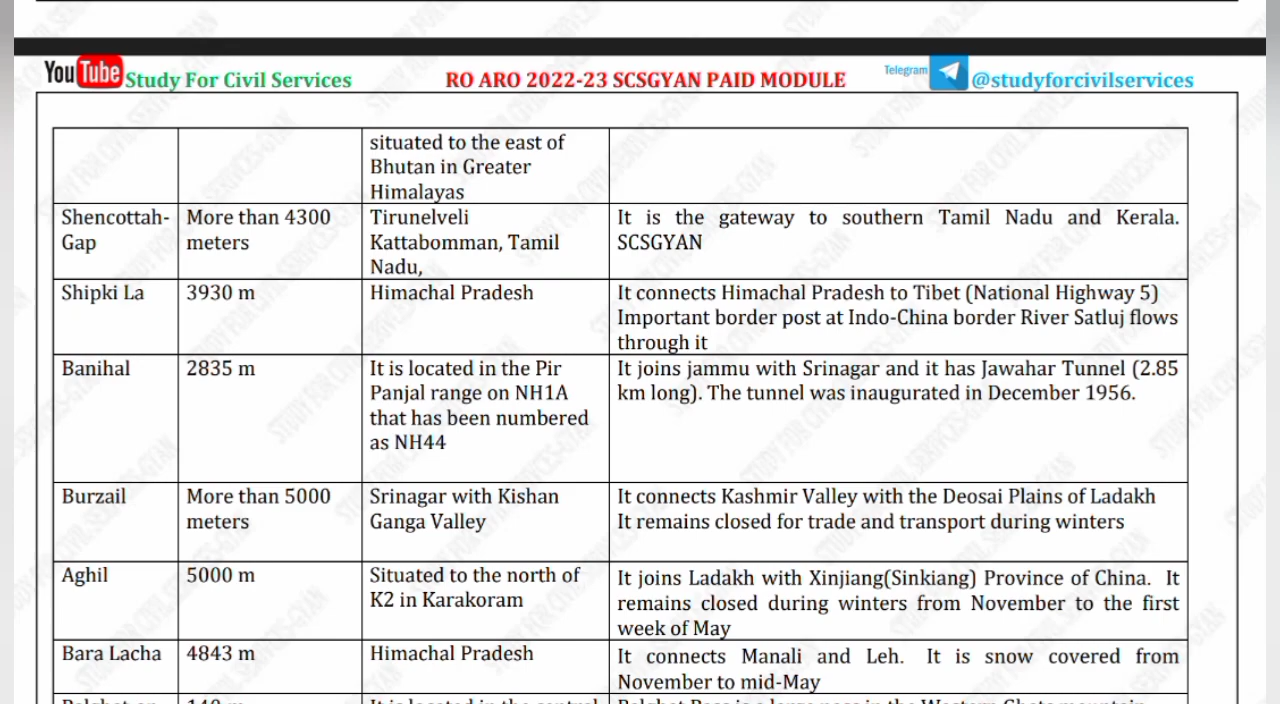 YouTube Study For Civil Services RO ARO 2022-23 SCSGYAN PAID MODULE Telegram @studyforcivilservices
situated to the east of
Bhutan in Greater
Himalayas
Shencottah- More than 4300 Tirunelveli It is the gateway to southern Tamil Nadu and Kerala.
Gap meters Kattabomman, Tamil SCSGYAN
Nadu,
Shipki La 3930 m Himachal Pradesh It connects Himachal Pradesh to Tibet (National Highway 5)
Important border post at Indo-China border River Satluj flows
through it
Banihal 2835 m It is located in the Pir It joins jammu with Srinagar and it has Jawahar Tunnel (2.85
Panjal range on NH1A km long). The tunnel was inaugurated in December 1956.
that has been numbered
as NH44
Burzail More than 5000 Srinagar with Kishan It connects Kashmir Valley with the Deosai Plains of Ladakh
meters Ganga Valley It remains closed for trade and transport during winters
Aghil 5000 m Situated to the north of It joins Ladakh with Xinjiang(Sinkiang) Province of China. It
K2 in Karakoram remains closed during winters from November to the first
week of May
Bara Lacha 4843 m Himachal Pradesh It connects Manali and Leh. It is snow covered from
November to mid-May